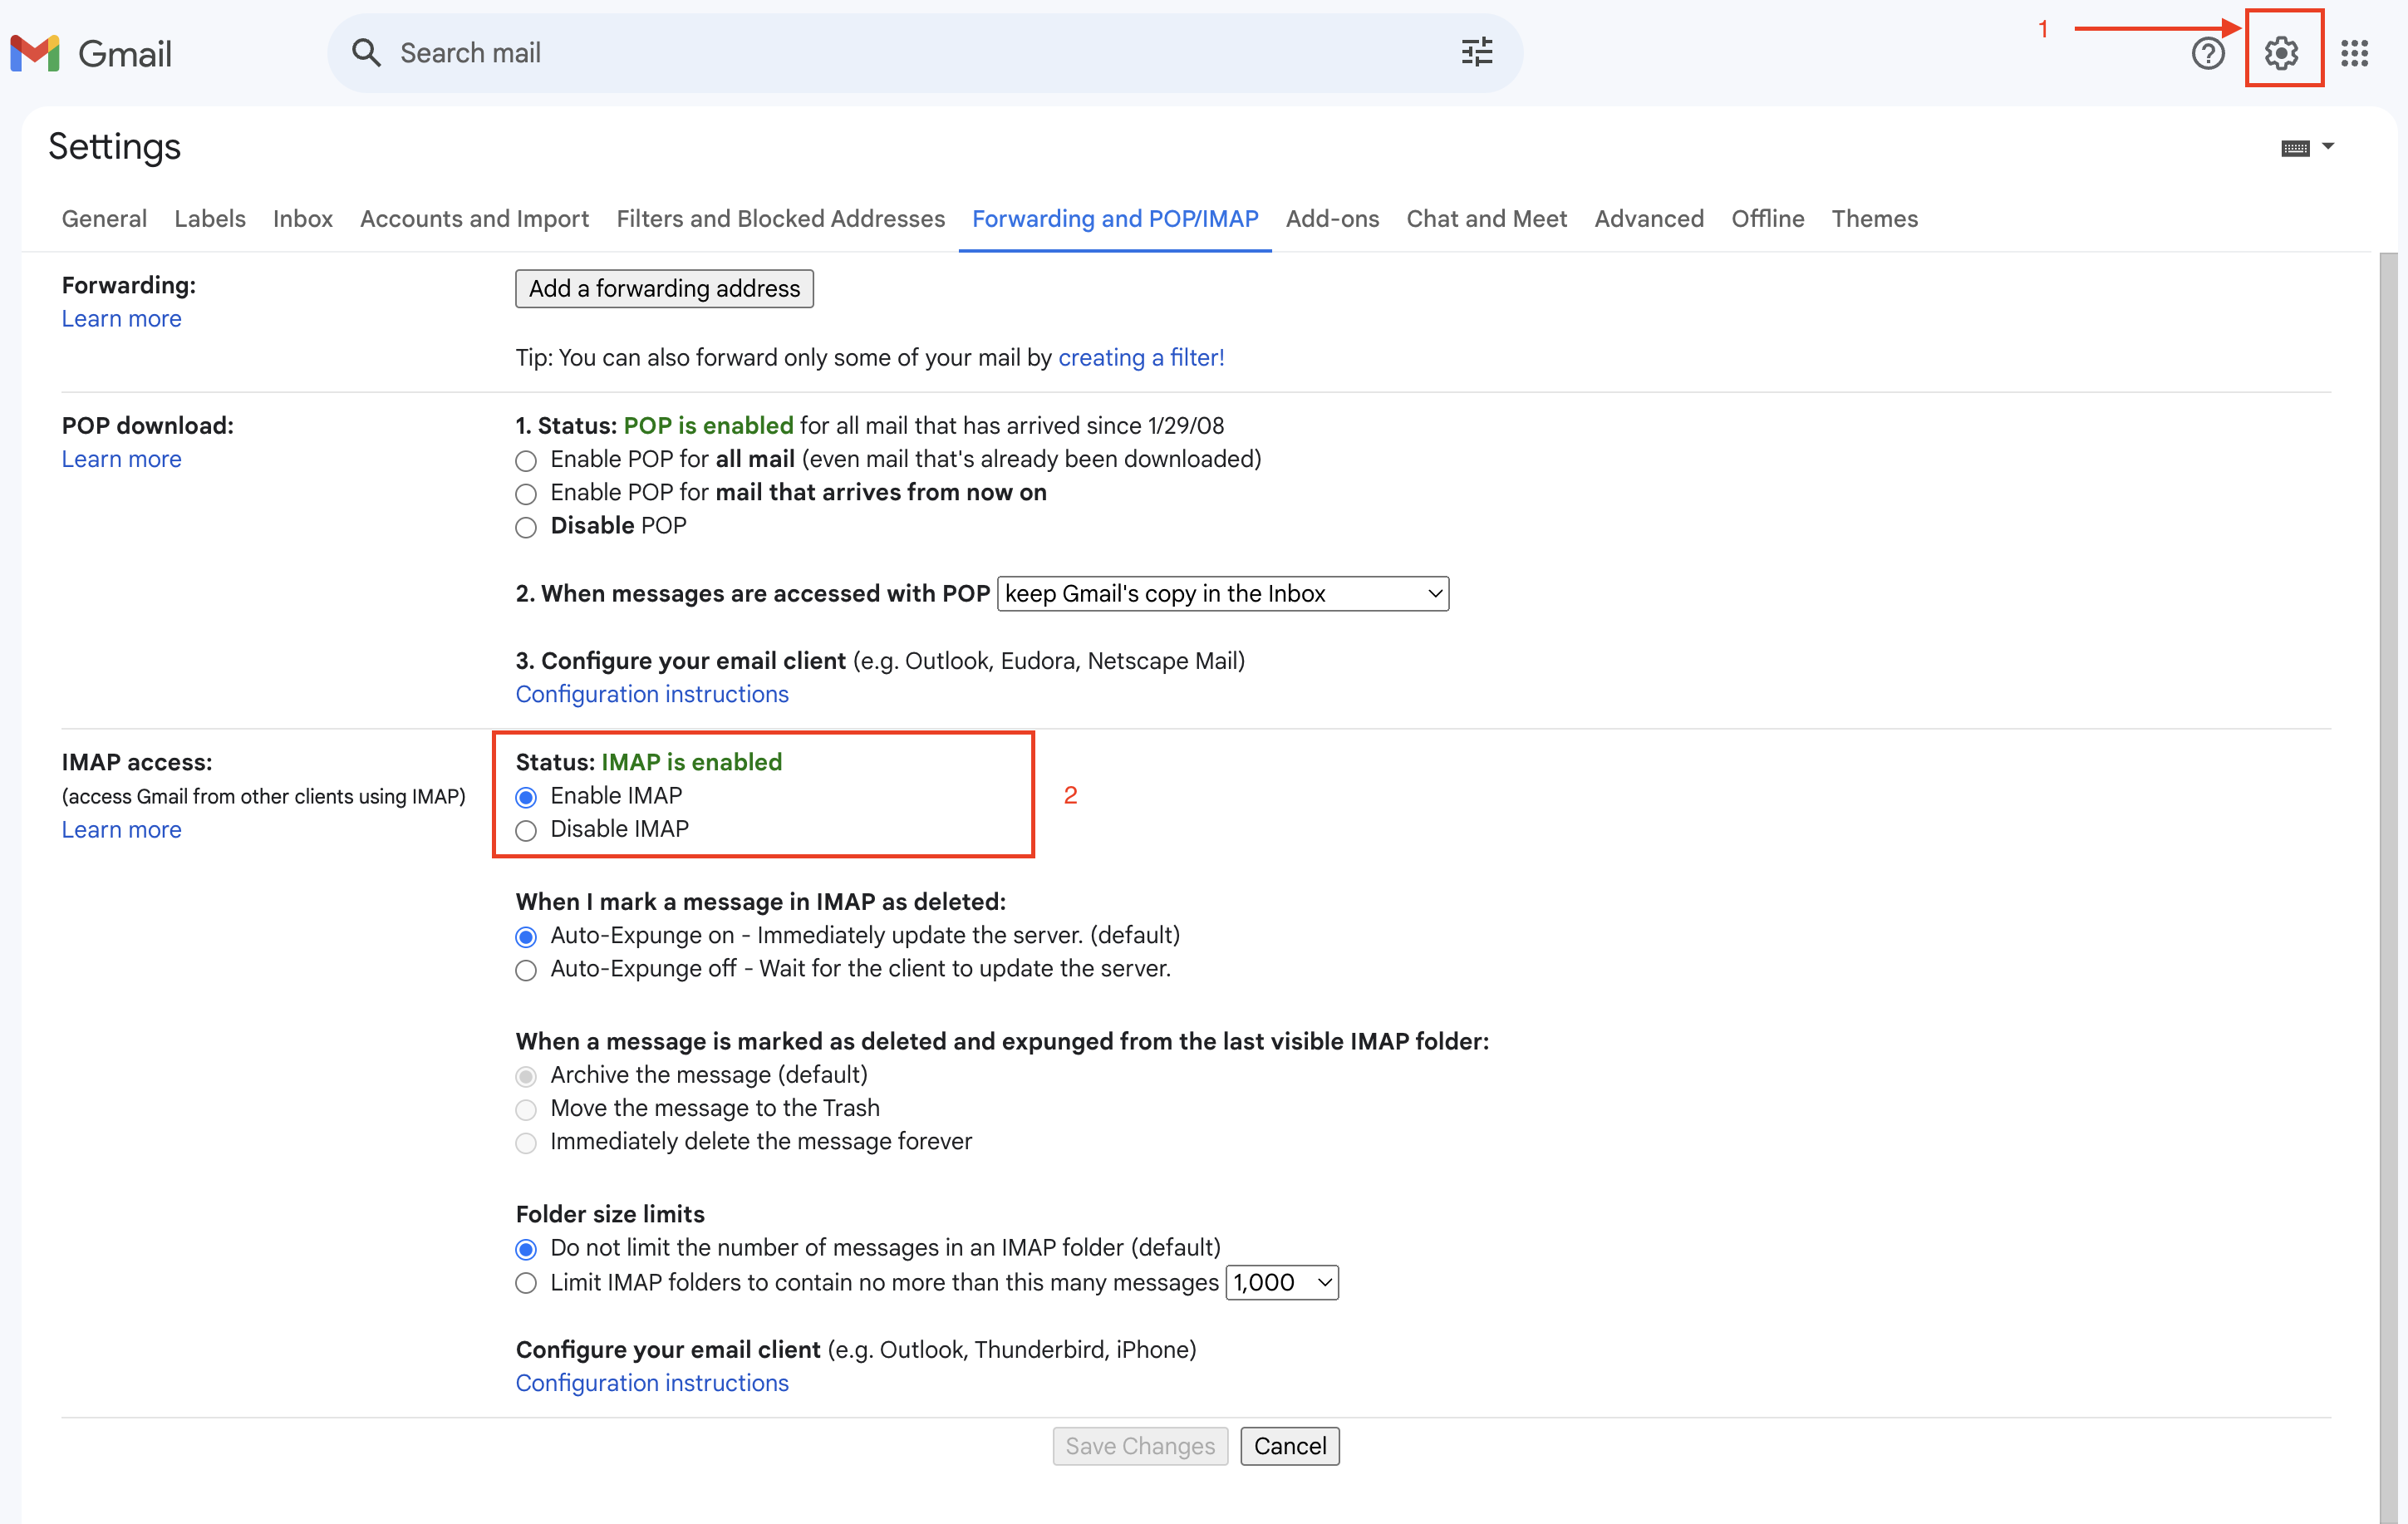 1
Gmail
Search mail
Settings
General Labels Inbox Accounts and Import Filters and Blocked Addresses Forwarding and POP/IMAP Add-ons Chat and Meet Advanced Offline Themes
Forwarding:
Learn more
Add a forwarding address
Tip: You can also forward only some of your mail by creating a filter!
POP download:
Learn more
1. Status: POP is enabled for all mail that has arrived since 1/29/08
Enable POP for all mail (even mail that's already been downloaded)
Enable POP for mail that arrives from now on
Disable POP
2. When messages are accessed with POP keep Gmail's copy in the Inbox
3. Configure your email client (e.g. Outlook, Eudora, Netscape Mail)
Configuration instructions
IMAP access:
(access Gmail from other clients using IMAP)
Learn more
Status: IMAP is enabled
Enable IMAP
Disable IMAP
2
When I mark a message in IMAP as deleted:
Auto-Expunge on - Immediately update the server. (default)
Auto-Expunge off - Wait for the client to update the server.
When a message is marked as deleted and expunged from the last visible IMAP folder:
Archive the message (default)
Move the message to the Trash
Immediately delete the message forever
Folder size limits
Do not limit the number of messages in an IMAP folder (default)
Limit IMAP folders to contain no more than this many messages 1,000
Configure your email client (e.g. Outlook, Thunderbird, iPhone)
Configuration instructions
Save Changes Cancel